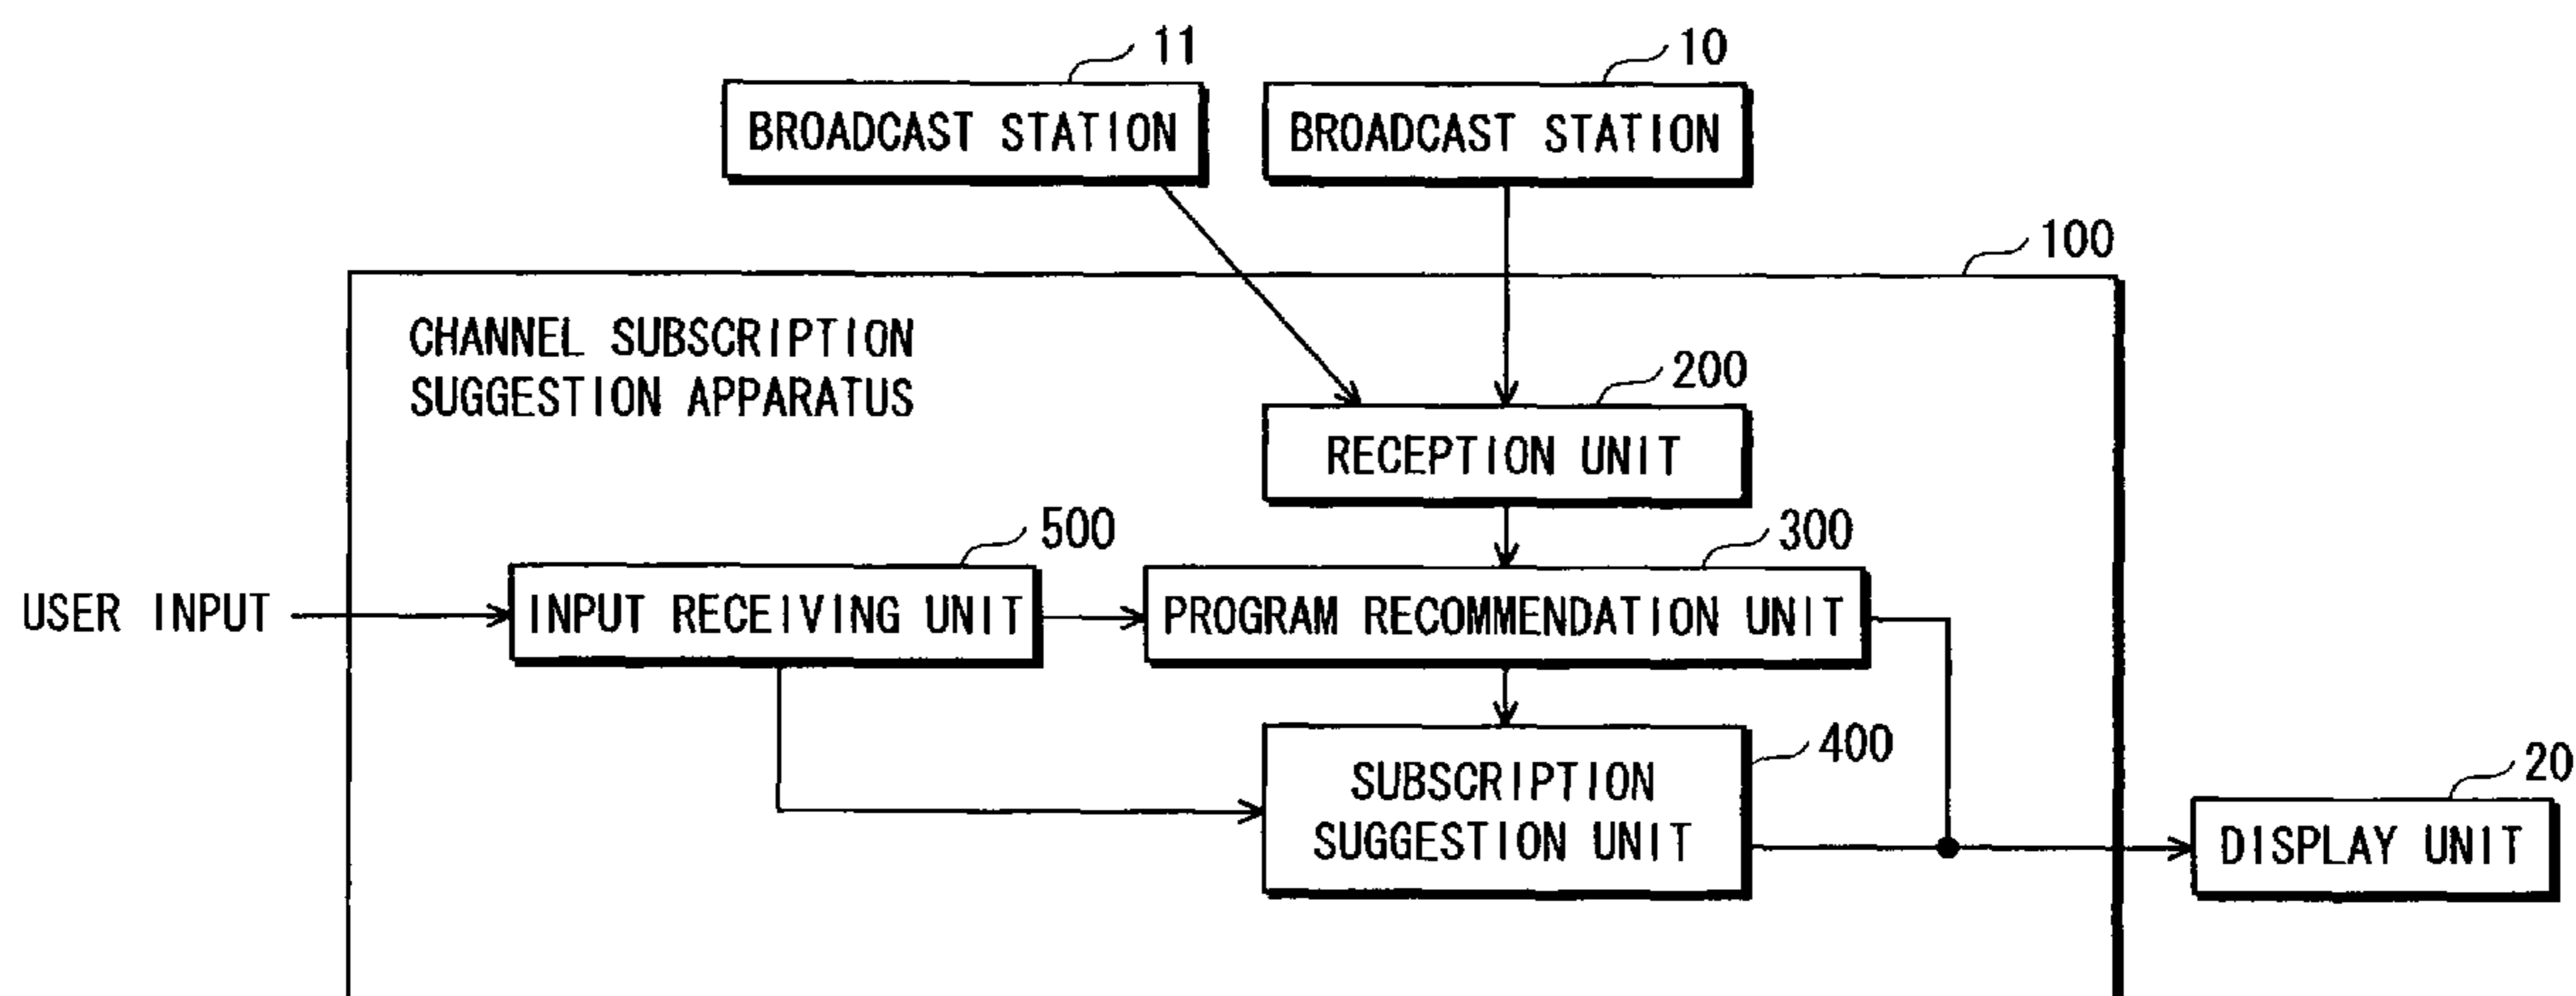 11
10
BROADCAST STATION
BROADCAST STATION
100
CHANNEL SUBSCRIPTION
SUGGESTION APPARATUS
200
RECEPTION UNIT
500
300
USER INPUT
INPUT RECEIVING UNIT
PROGRAM RECOMMENDATION UNIT
400
SUBSCRIPTION
SUGGESTION UNIT
20
DISPLAY UNIT